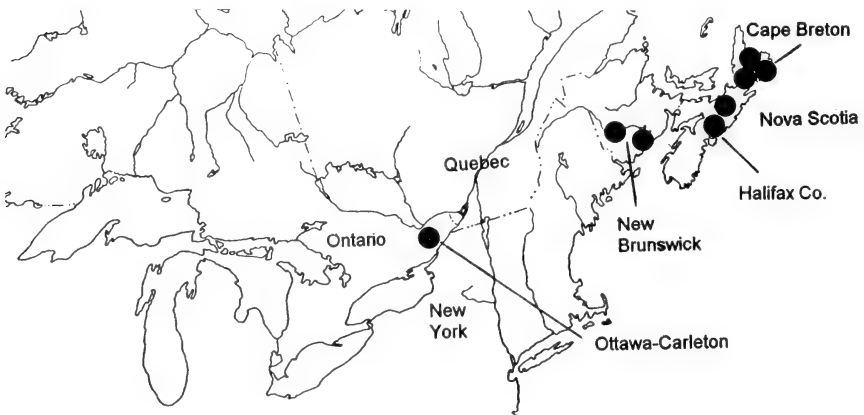 Cape Breton
Nova Scotia
Quebec
Halifax Co.
New
Brunswick
Ontario
New
York
Ottawa-Carleton